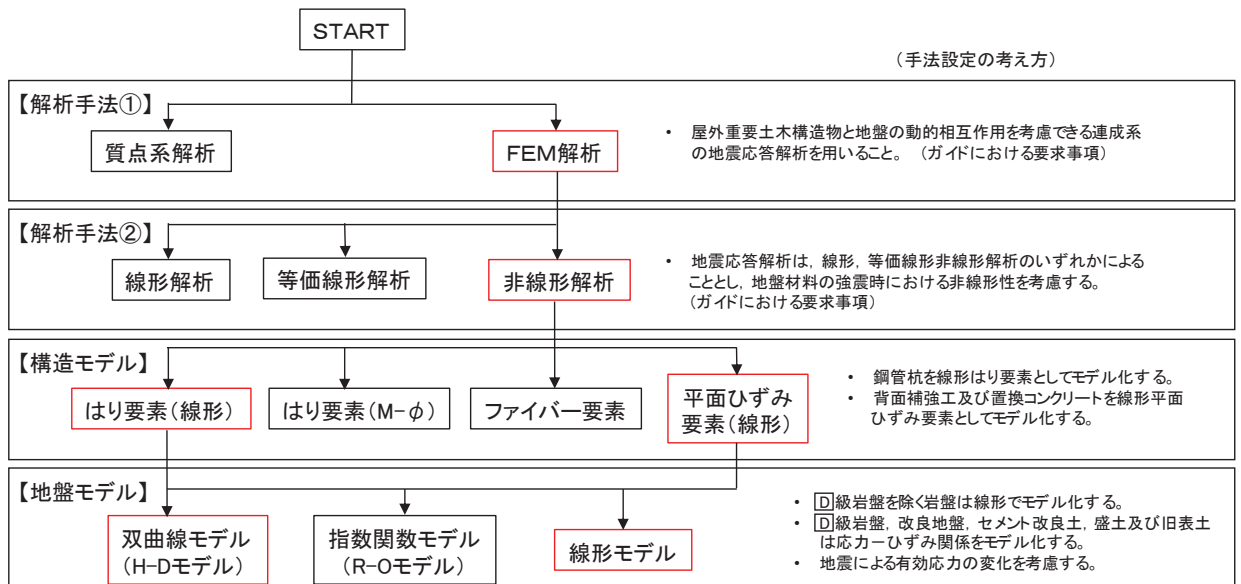 START
(手法設定の考え方)
【解析手法①】
質点系解析
FEM解析
・ 屋外重要土木構造物と地盤の動的相互作用を考慮できる連成系
の地震応答解析を用いること。 (ガイドにおける要求事項)
【解析手法②】
線形解析
等価線形解析
非線形解析
・ 地震応答解析は，線形，等価線形非線形解析のいずれかによる
こととし，地盤材料の強震時における非線形性を考慮する。
(ガイドにおける要求事項)
【構造モデル】
はり要素(線形)
はり要素(M-φ)
ファイバー要素
平面ひずみ
要素(線形)
・ 鋼管杭を線形はり要素としてモデル化する。
・ 背面補強工及び置換コンクリートを線形平面
ひずみ要素としてモデル化する。
【地盤モデル】
双曲線モデル
(H-Dモデル)
指数関数モデル
(R-Oモデル)
線形モデル
・ D級岩盤を除く岩盤は線形でモデル化する。
・ D級岩盤，改良地盤，セメント改良土，盛土及び旧表土
は応力ーひずみ関係をモデル化する。
・ 地震による有効応力の変化を考慮する。